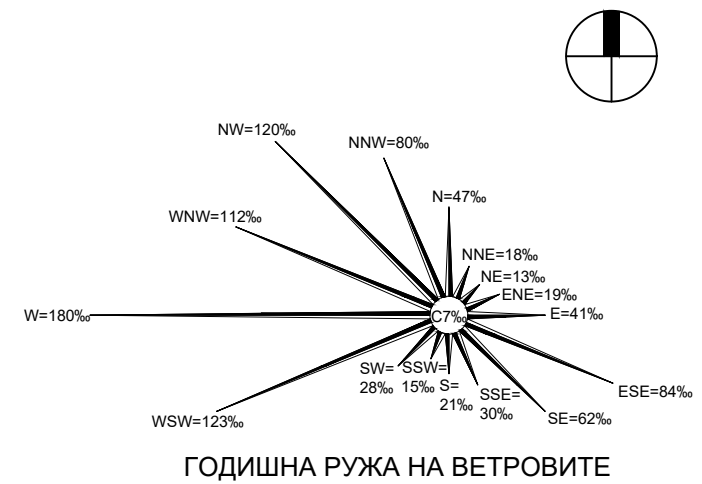 NW=120‰
NNW=80‰
N=47‰
WNW=112‰
NNE=18‰
NE=13‰
ENE=19‰
W=180‰
C7‰
E=41‰
SW=
28‰
SSW=
15‰
S=
21‰
SSE=
30‰
ESE=84‰
WSW=123‰
SE=62‰
ГОДИШНА РУЖА НА ВЕТРОВИТЕ